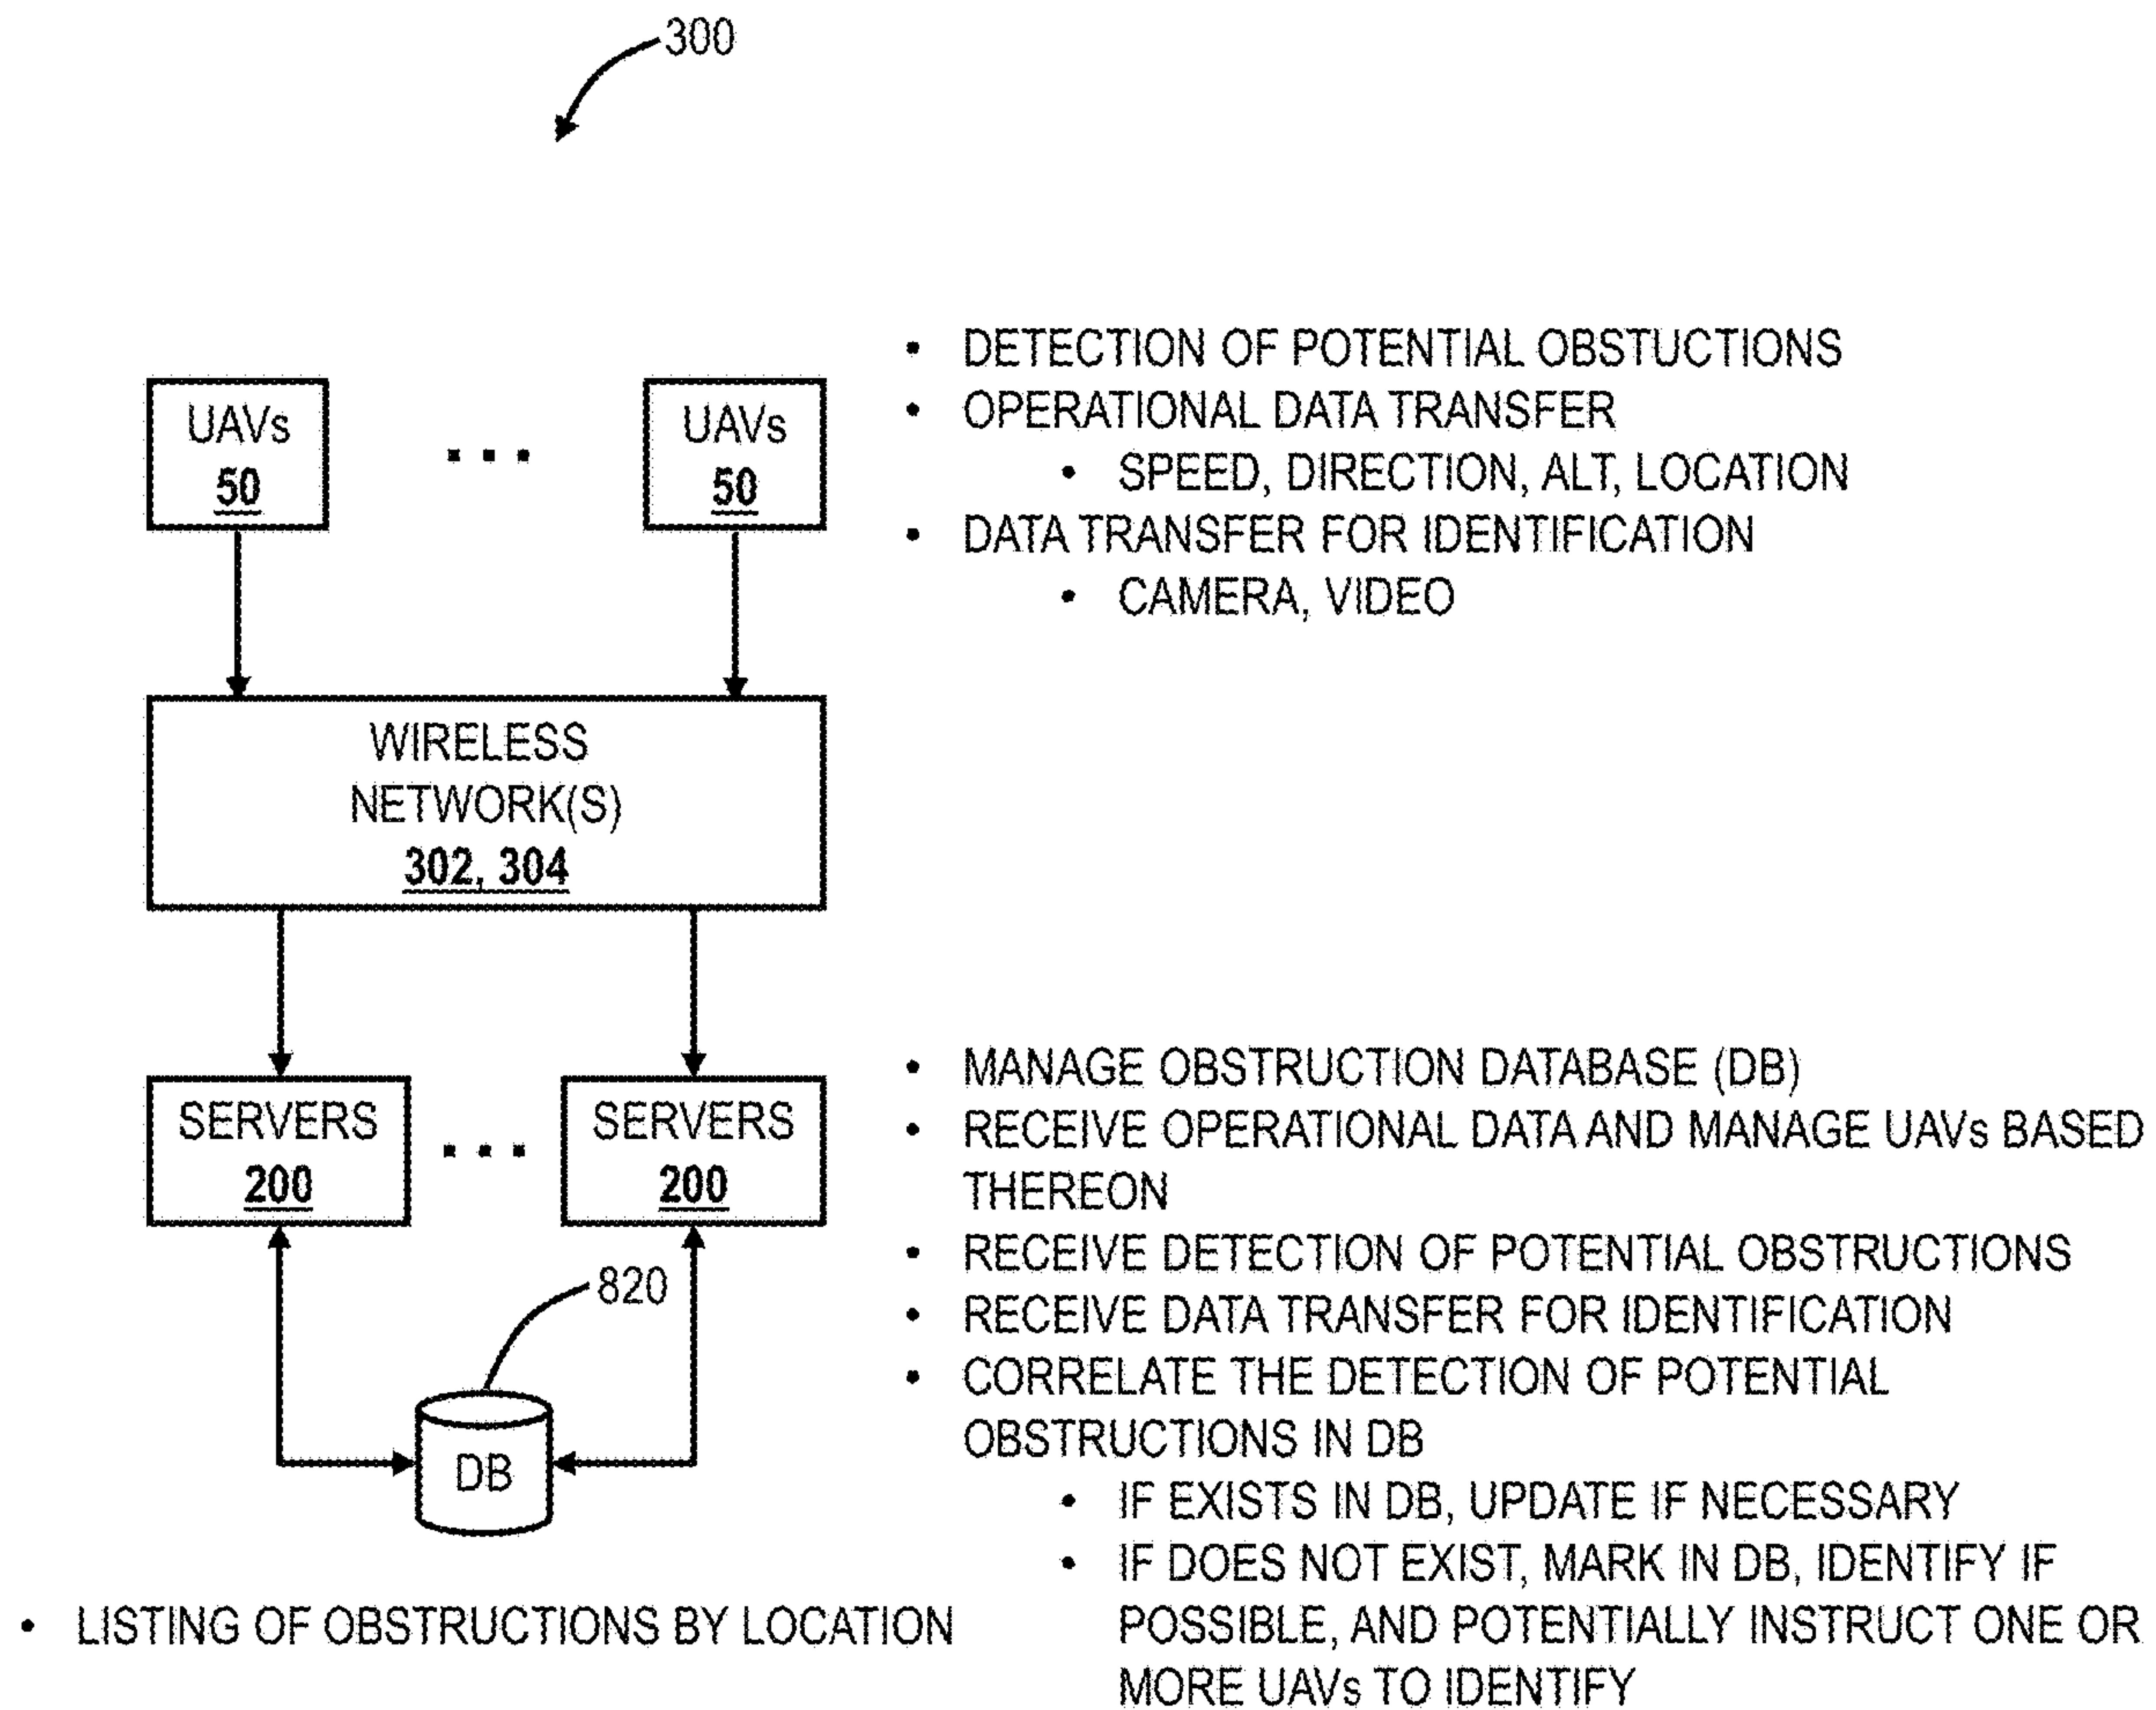 300
UAVs
50
...
UAVs
50
• DETECTION OF POTENTIAL OBSTUCTIONS
• OPERATIONAL DATA TRANSFER
• SPEED, DIRECTION, ALT, LOCATION
• DATA TRANSFER FOR IDENTIFICATION
• CAMERA, VIDEO
WIRELESS
NETWORK(S)
302, 304
SERVERS
200
...
SERVERS
200
• MANAGE OBSTRUCTION DATABASE (DB)
• RECEIVE OPERATIONAL DATA AND MANAGE UAVs BASED
THEREON
• RECEIVE DETECTION OF POTENTIAL OBSTRUCTIONS
• RECEIVE DATA TRANSFER FOR IDENTIFICATION
• CORRELATE THE DETECTION OF POTENTIAL
OBSTRUCTIONS IN DB
• IF EXISTS IN DB, UPDATE IF NECESSARY
• IF DOES NOT EXIST, MARK IN DB, IDENTIFY IF
POSSIBLE, AND POTENTIALLY INSTRUCT ONE OR
MORE UAVs TO IDENTIFY
820
DB
• LISTING OF OBSTRUCTIONS BY LOCATION